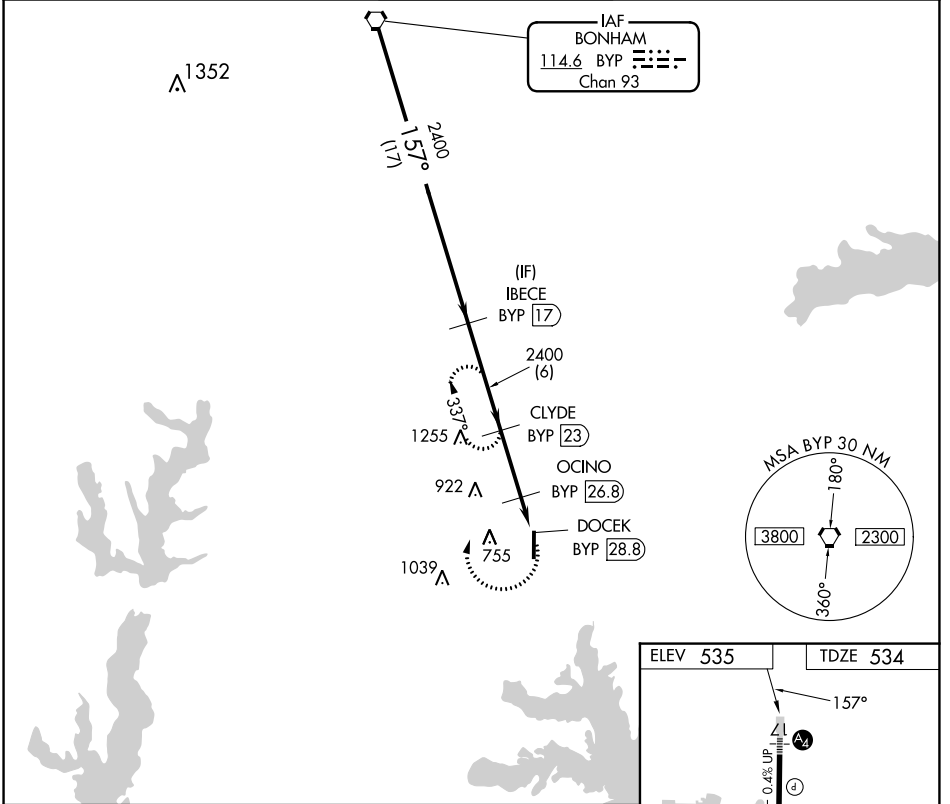 1352
IAF
BONHAM
114.6 BYP
Chan 93
2400
157°
(17)
(IF)
IBECE
BYP 17
2400
(6)
337°
CLYDE
BYP 23
1255
OCINO
BYP 26.8
922
DOCEK
BYP 28.8
755
1039
MSA BYP 30 NM
180°
3800
2300
360°
ELEV 535
TDZE 534
157°
17
A4
0.4% UP
P